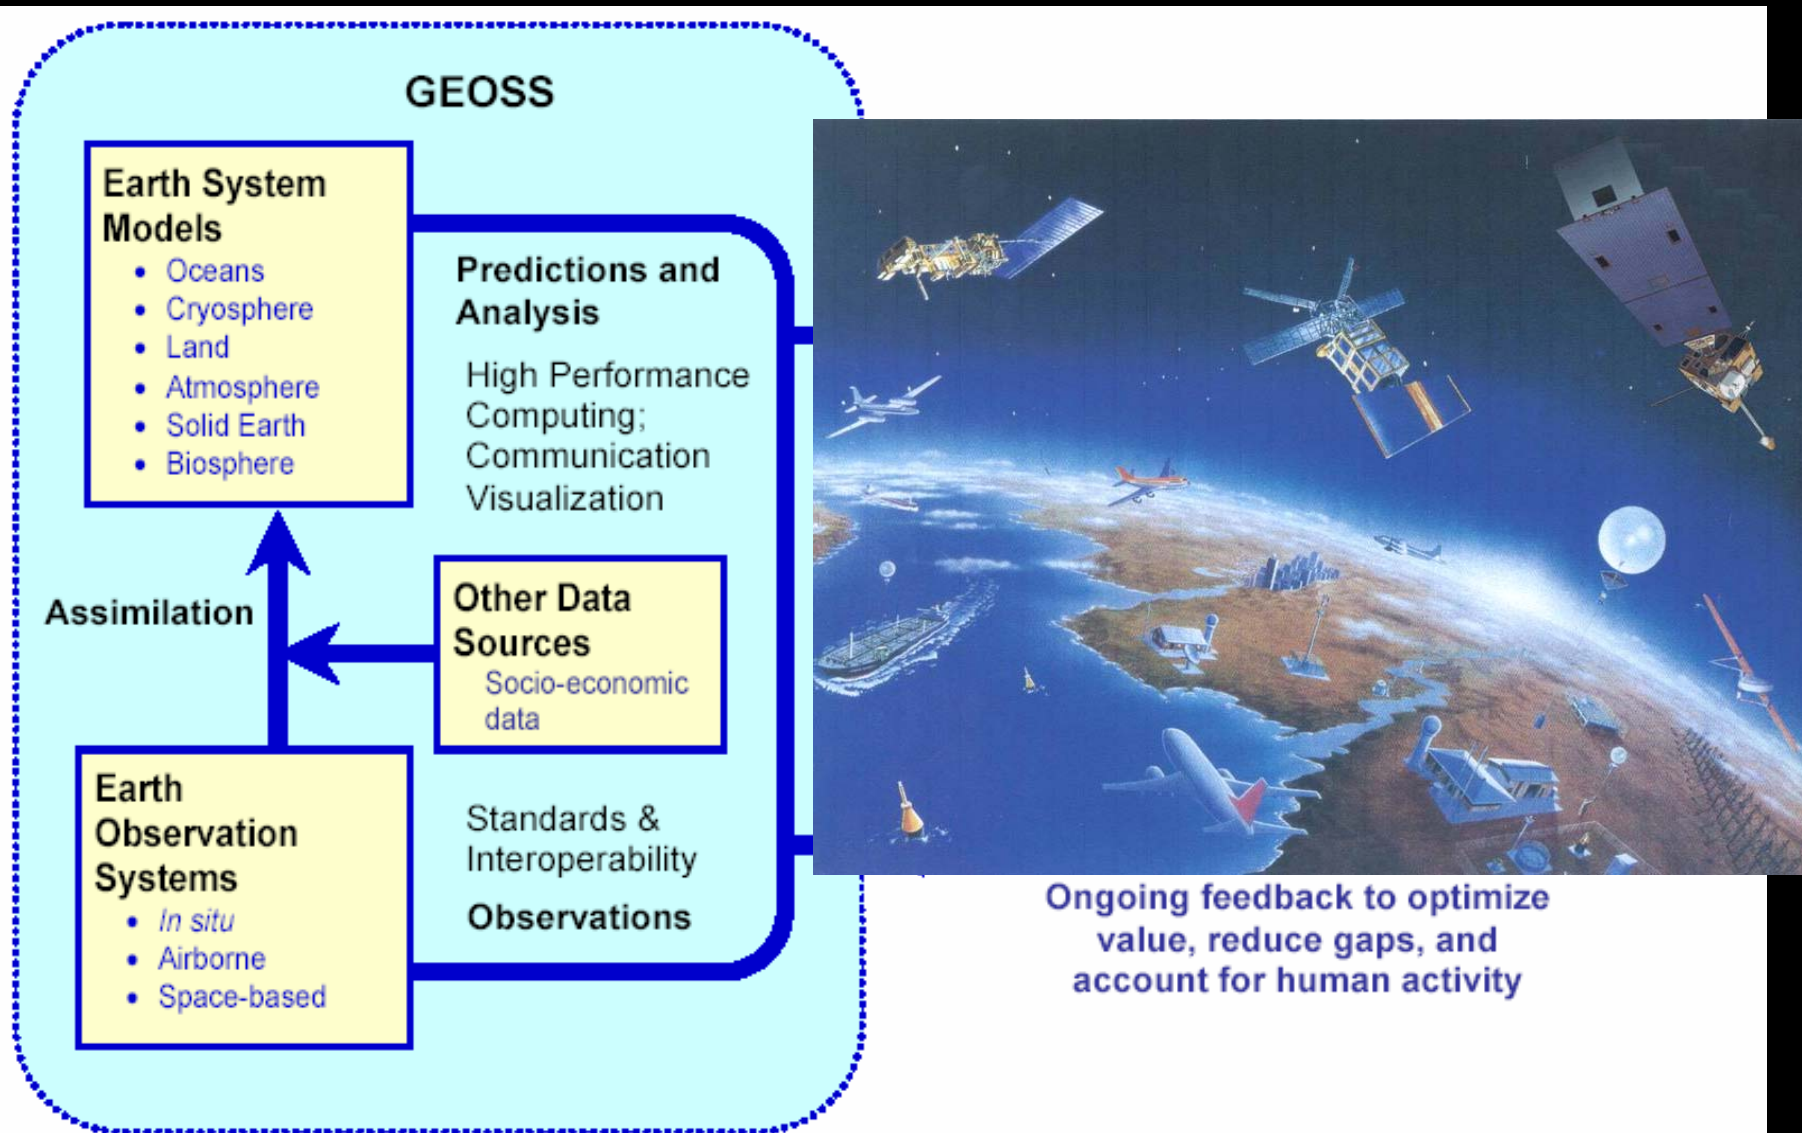 GEOSS
Earth System
Models
• Oceans
• Cryosphere
• Land
• Atmosphere
• Solid Earth
• Biosphere
Predictions and
Analysis
High Performance
Computing;
Communication
Visualization
Assimilation
Other Data
Sources
Socio-economic
data
Earth
Observation
Systems
• In situ
• Airborne
• Space-based
Standards &
Interoperability
Observations
Ongoing feedback to optimize
value, reduce gaps, and
account for human activity